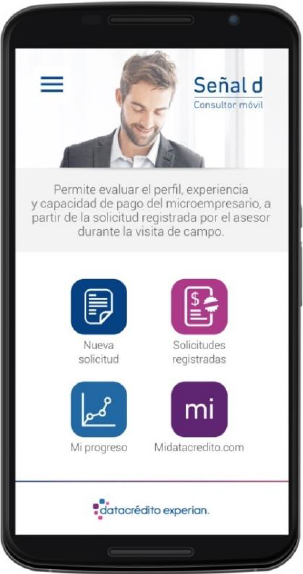 Señal d
Consultor móvil
Permite evaluar el perfil, experiencia
y capacidad de pago del microempresario, a
partir de la solicitud registrada por el asesor
durante la visita de campo.
$
Nueva
solicitud
Solicitudes
registradas
mi
Mi progreso
Midatacredito.com
datacrédito experian.